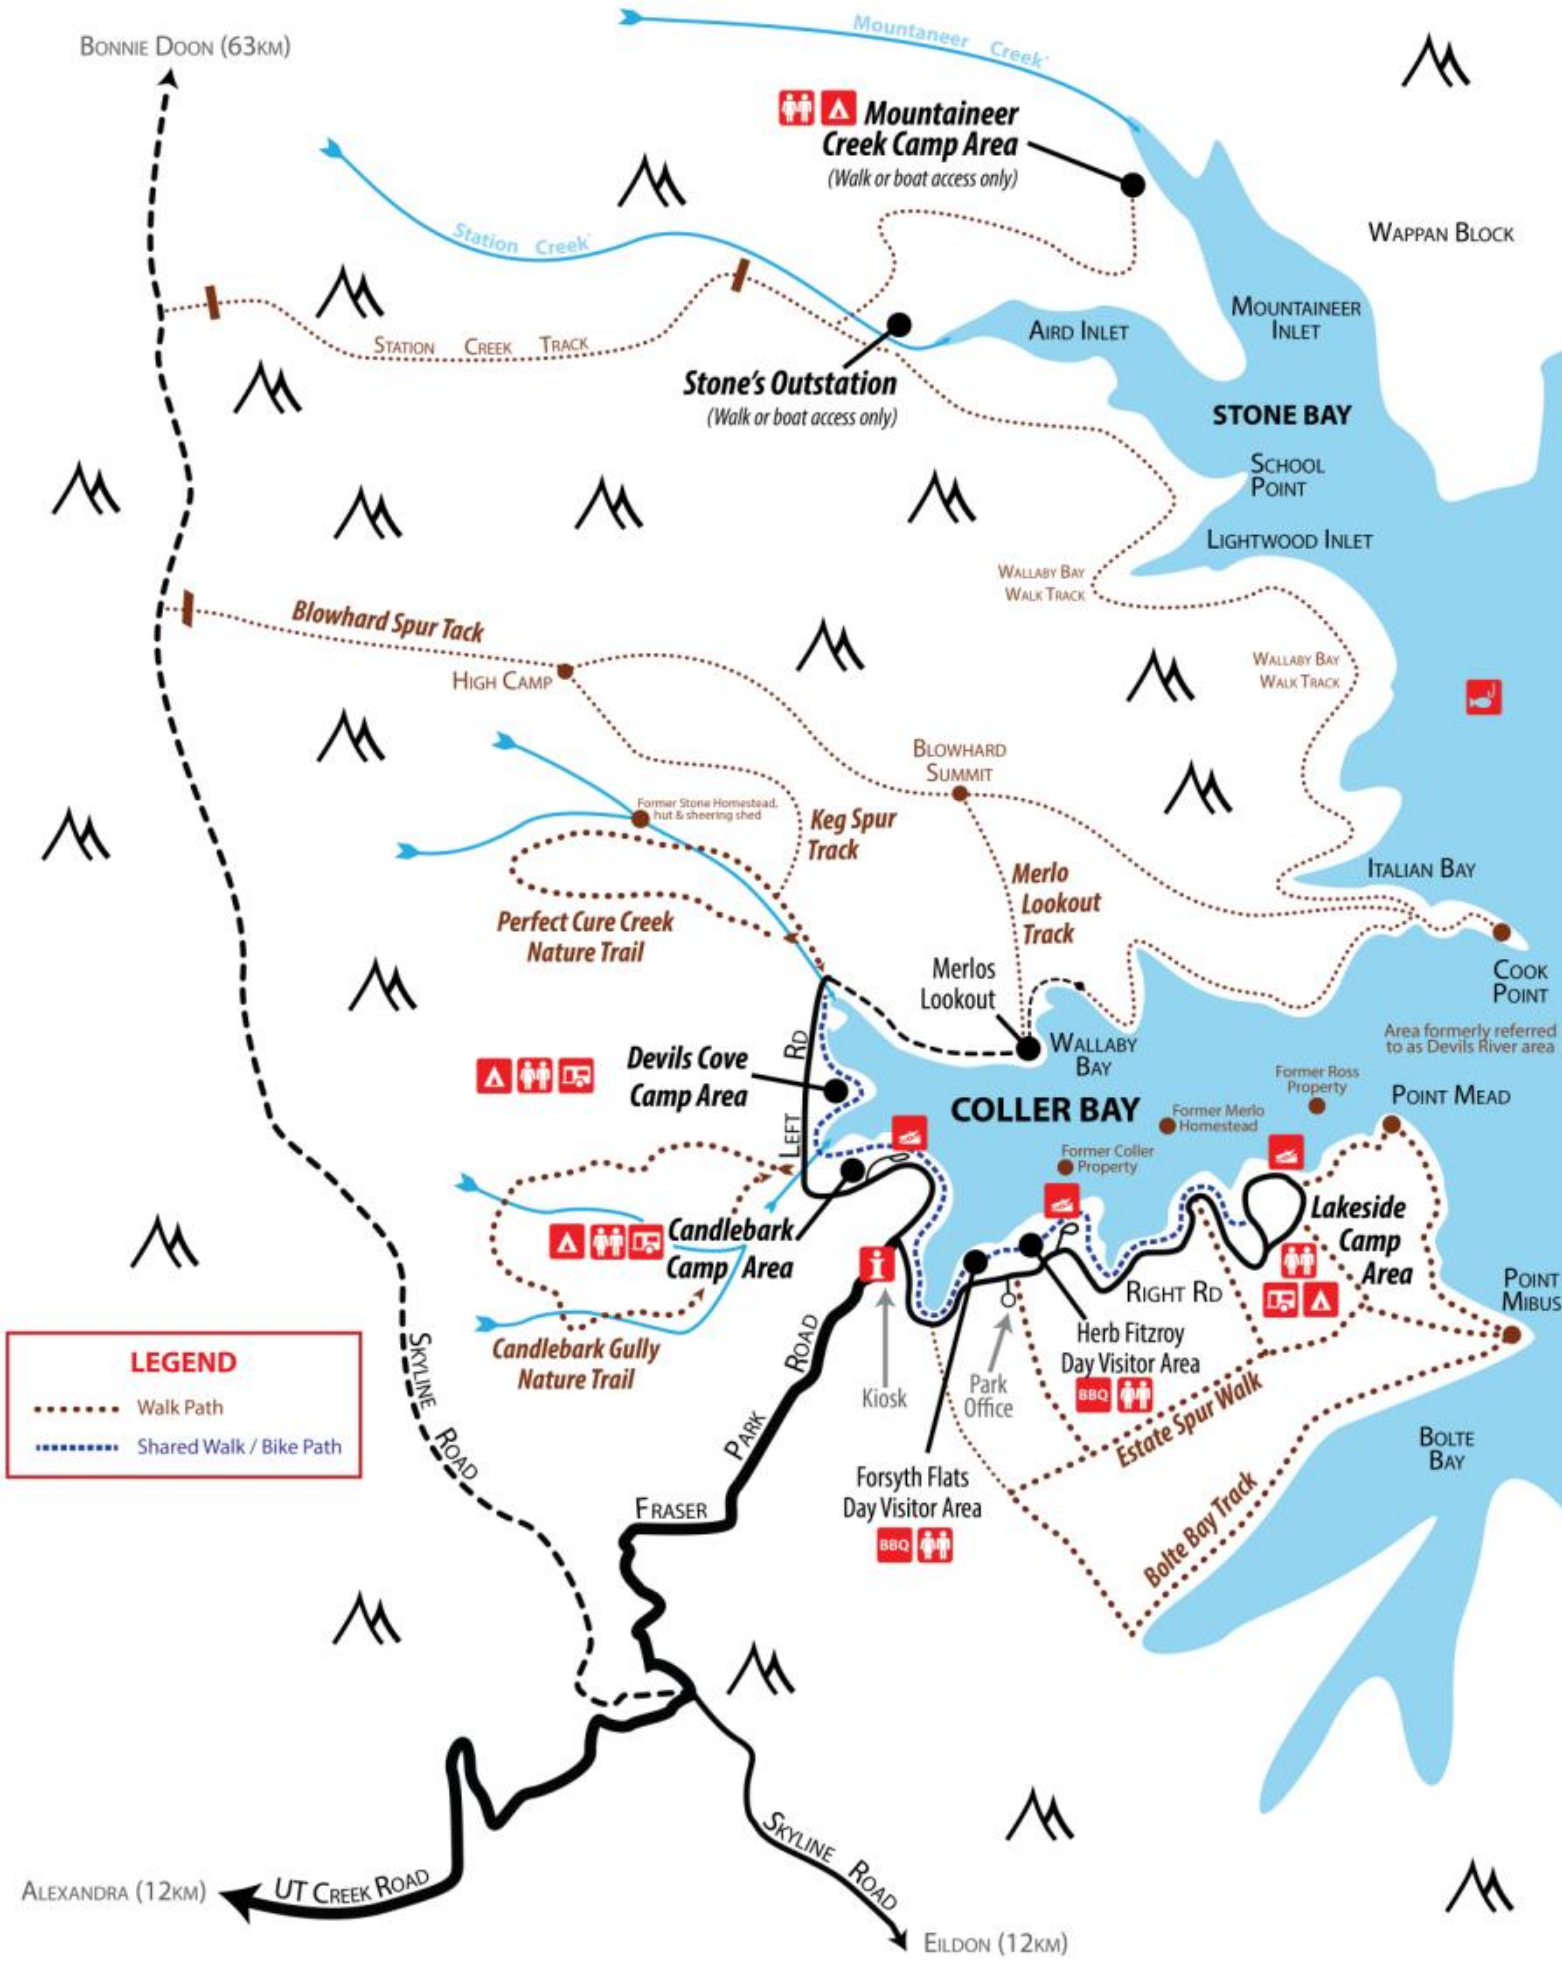 BONNIE DOON (63KM)
Mountaneer Creek
Mountaineer
Creek Camp Area
(Walk or boat access only)
Station Creek
WAPPAN BLOCK
MOUNTAINEER
INLET
AIRD INLET
STATION CREEK TRACK
Stone's Outstation
(Walk or boat access only)
STONE BAY
SCHOOL
POINT
LIGHTWOOD INLET
WALLABY BAY
WALK TRACK
Blowhard Spur Tack
HIGH CAMP
WALLABY BAY
WALK TRACK
BLOWHARD
SUMMIT
Former Stone Homestead,
hut & sheering shed
Keg Spur
Track
Merlo
Lookout
Track
ITALIAN BAY
Perfect Cure Creek
Nature Trail
Merlos
Lookout
COOK
POINT
Area formerly referred
to as Devils River area
RD
WALLABY
BAY
Devils Cove
Camp Area
Former Ross
Property
POINT MEAD
COLLER BAY
Former Merlo
Homestead
LEFT
Former Coller
Property
Lakeside
Camp
Area
Candlebark
Camp Area
RIGHT RD
POINT
MIBUS
Herb Fitzroy
Day Visitor Area
BBQ
Candlebark Gully
Nature Trail
Kiosk
Park
Office
LEGEND
Walk Path
Shared Walk / Bike Path
SKYLINE ROAD
FRASER PARK ROAD
Estate Spur Walk
BOLTE
BAY
Forsyth Flats
Day Visitor Area
BBQ
Bolte Bay Track
SKYLINE ROAD
ALEXANDRA (12KM)
UT CREEK ROAD
EILDON (12KM)